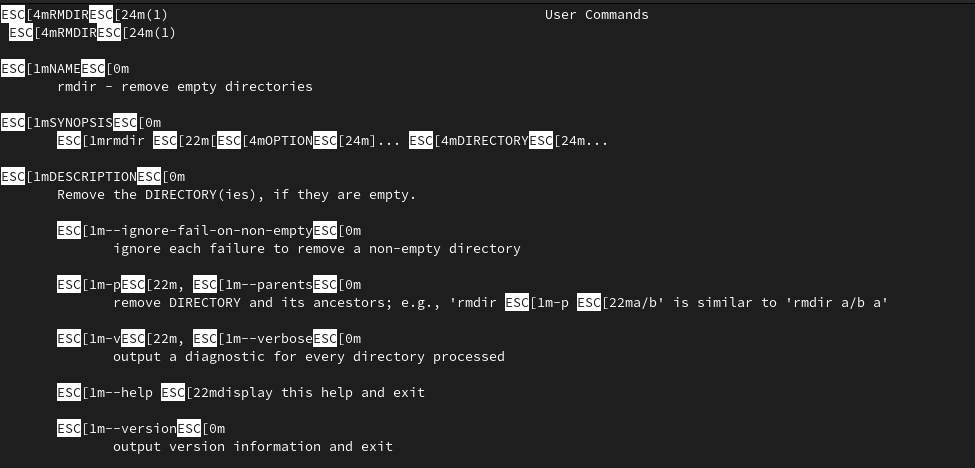 ESC[4mRMDIRESC[24m(1) User Commands
ESC[4mRMDIRESC[24m(1)
ESC[1mNAMEESC[0m
rmdir - remove empty directories
ESC[1mSYNOPSISESC[0m
ESC[1mrmdir ESC[22m[ESC[4mOPTIONESC[24m]... ESC[4mDIRECTORYESC[24m...
ESC[1mDESCRIPTIONESC[0m
Remove the DIRECTORY(ies), if they are empty.
ESC[1m--ignore-fail-on-non-emptyESC[0m
ignore each failure to remove a non-empty directory
ESC[1m-pESC[22m, ESC[1m--parentsESC[0m
remove DIRECTORY and its ancestors; e.g., 'rmdir ESC[1m-p ESC[22ma/b' is similar to 'rmdir a/b a'
ESC[1m-vESC[22m, ESC[1m--verboseESC[0m
output a diagnostic for every directory processed
ESC[1m--help ESC[22mdisplay this help and exit
ESC[1m--versionESC[0m
output version information and exit